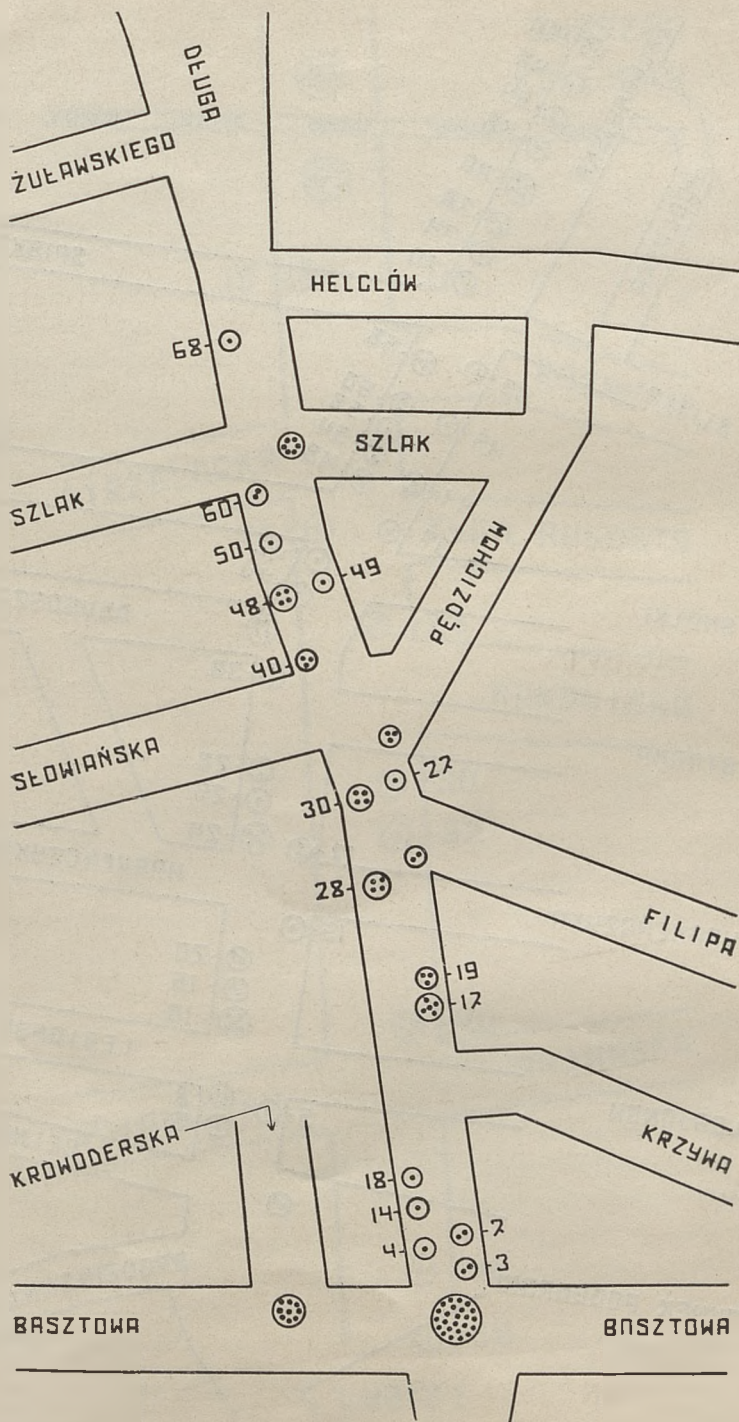 DŁUGA
ŻUŁAWSKIEGO
HELCLÓW
68
SZLAK
SZLAK
60
50
49
48
PĘDZICHÓW
40
SŁOWIAŃSKA
27
30
28
FILIPA
19
17
KROWODERSKA
KRZYWA
18
14
7
4
3
BASZTOWA
BASZTOWA